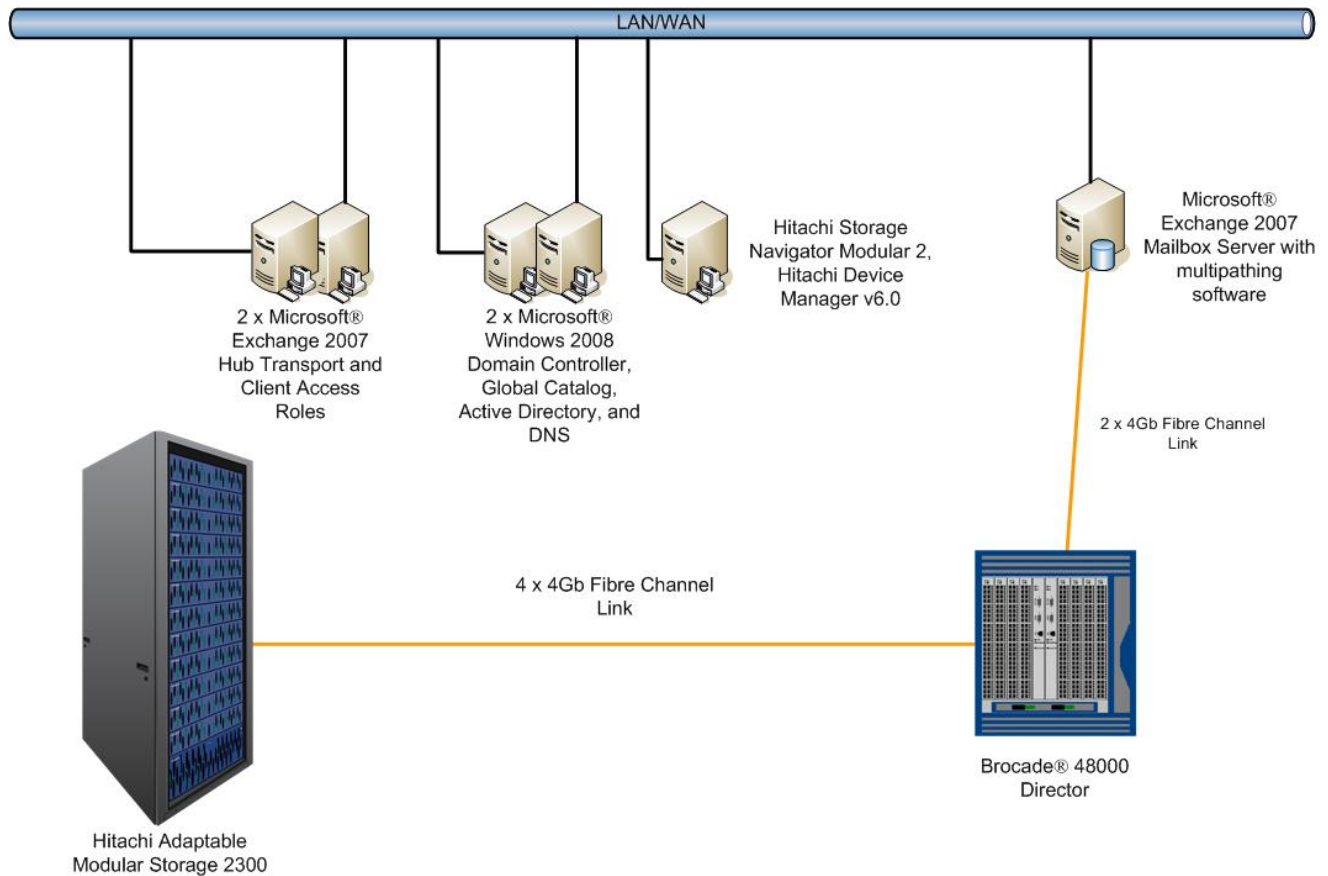 LAN/WAN
2 x Microsoft®
Exchange 2007
Hub Transport and
Client Access
Roles
2 x Microsoft®
Windows 2008
Domain Controller,
Global Catalog,
Active Directory, and
DNS
Hitachi Storage
Navigator Modular 2,
Hitachi Device
Manager v6.0
Microsoft®
Exchange 2007
Mailbox Server with
multipathing
software
2 x 4Gb Fibre Channel
Link
4 x 4Gb Fibre Channel
Link
Brocade® 48000
Director
Hitachi Adaptable
Modular Storage 2300